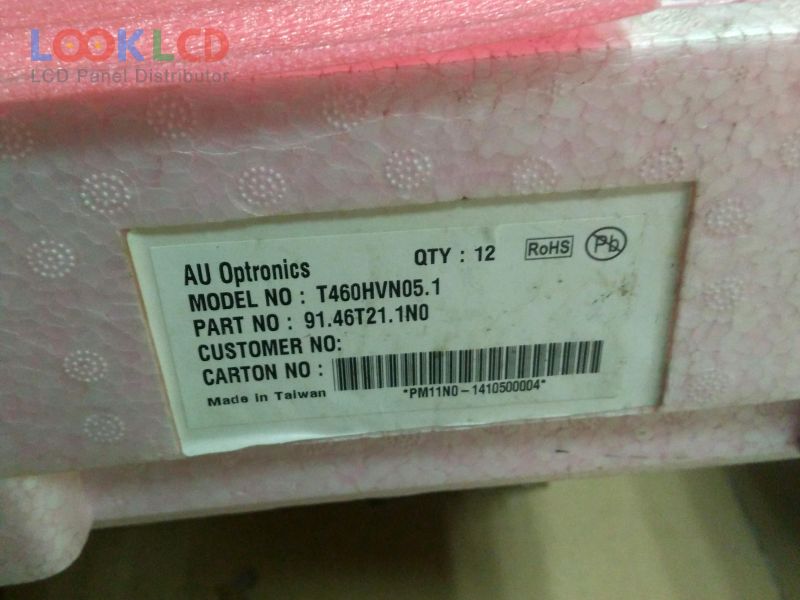 LOOKLCD
LCD Panel Distributor
AU Optronics QTY : 12 RoHS Pb
MODEL NO : T460HVN05.1
PART NO : 91.46T21.1N0
CUSTOMER NO:
CARTON NO :
*PM11N0-1410500004*
Made in Taiwan